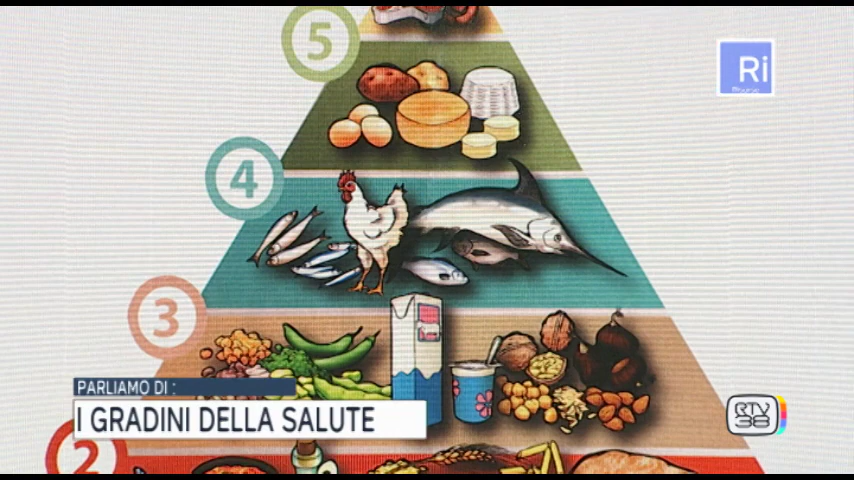 5
Ri
4
3
PARLIAMO DI :
I GRADINI DELLA SALUTE
RTV
38
2